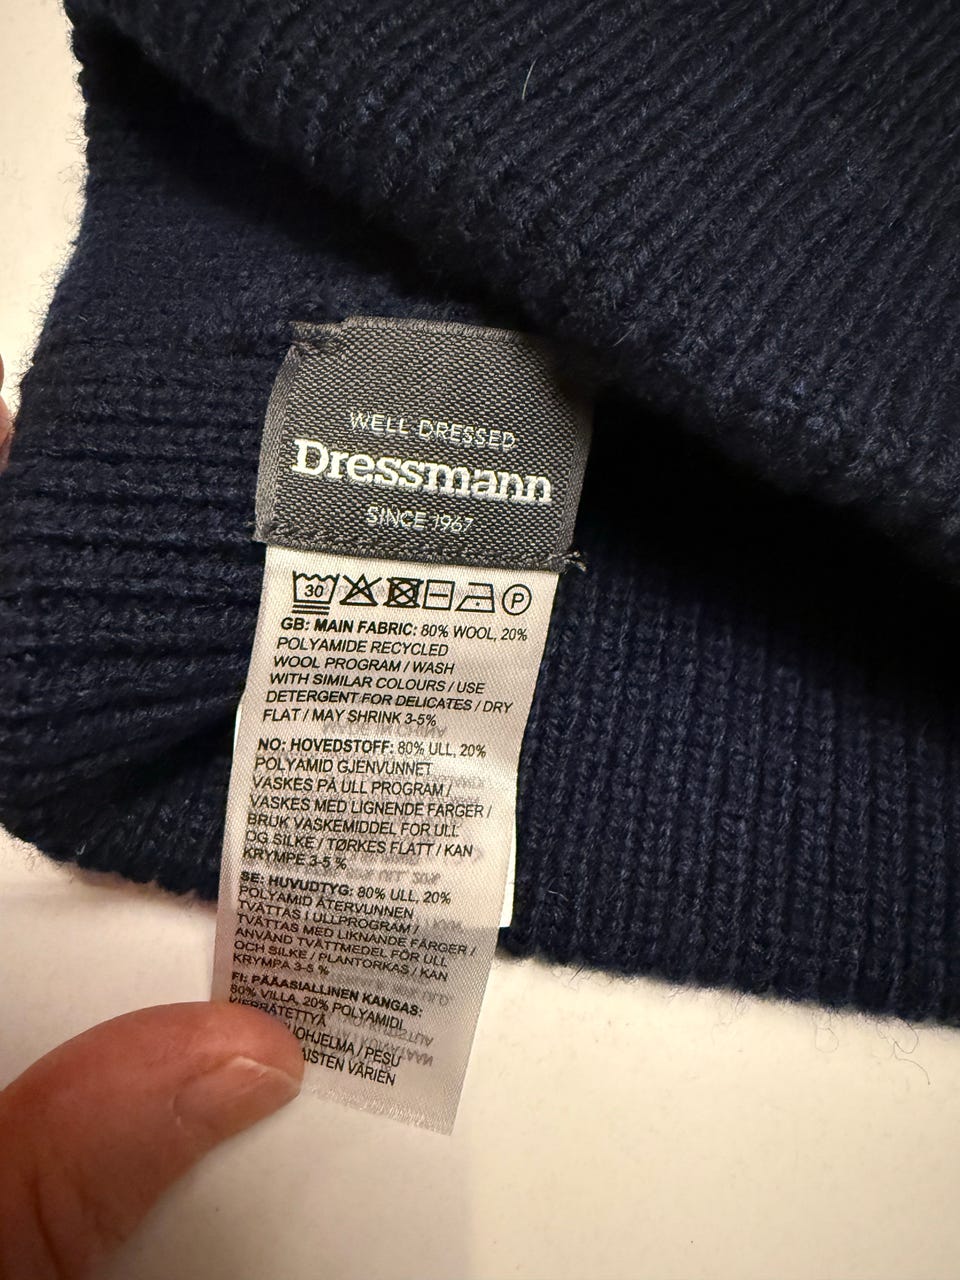 WELL DRESSED
Dressmann
SINCE 1967
30 P
GB: MAIN FABRIC: 80% WOOL, 20%
POLYAMIDE RECYCLED
WOOL PROGRAM / WASH
WITH SIMILAR COLOURS / USE
DETERGENT FOR DELICATES / DRY
FLAT / MAY SHRINK 3-5%
NO: HOVEDSTOFF: 80% ULL, 20%
POLYAMID GJENVUNNET
VASKES PÅ ULL PROGRAM /
VASKES MED LIGNENDE FARGER /
BRUK VASKEMIDDEL FOR ULL
OG SILKE / TØRKES FLATT / KAN
KRYMPE 3-5 %
SE: HUVUDTYG: 80% ULL, 20%
POLYAMID ÅTERVUNNEN
TVÄTTAS I ULLPROGRAM /
TVÄTTAS MED LIKNANDE FÄRGER /
ANVÄND TVÄTTMEDEL FÖR ULL
OCH SILKE / PLANTORKAS / KAN
KRYMPA 3-5 %
FI: PÄÄASIALLINEN KANGAS:
80% VILLA, 20% POLYAMIDI
KIERRÄTETTYÄ
/ PESU
VÄRIEN